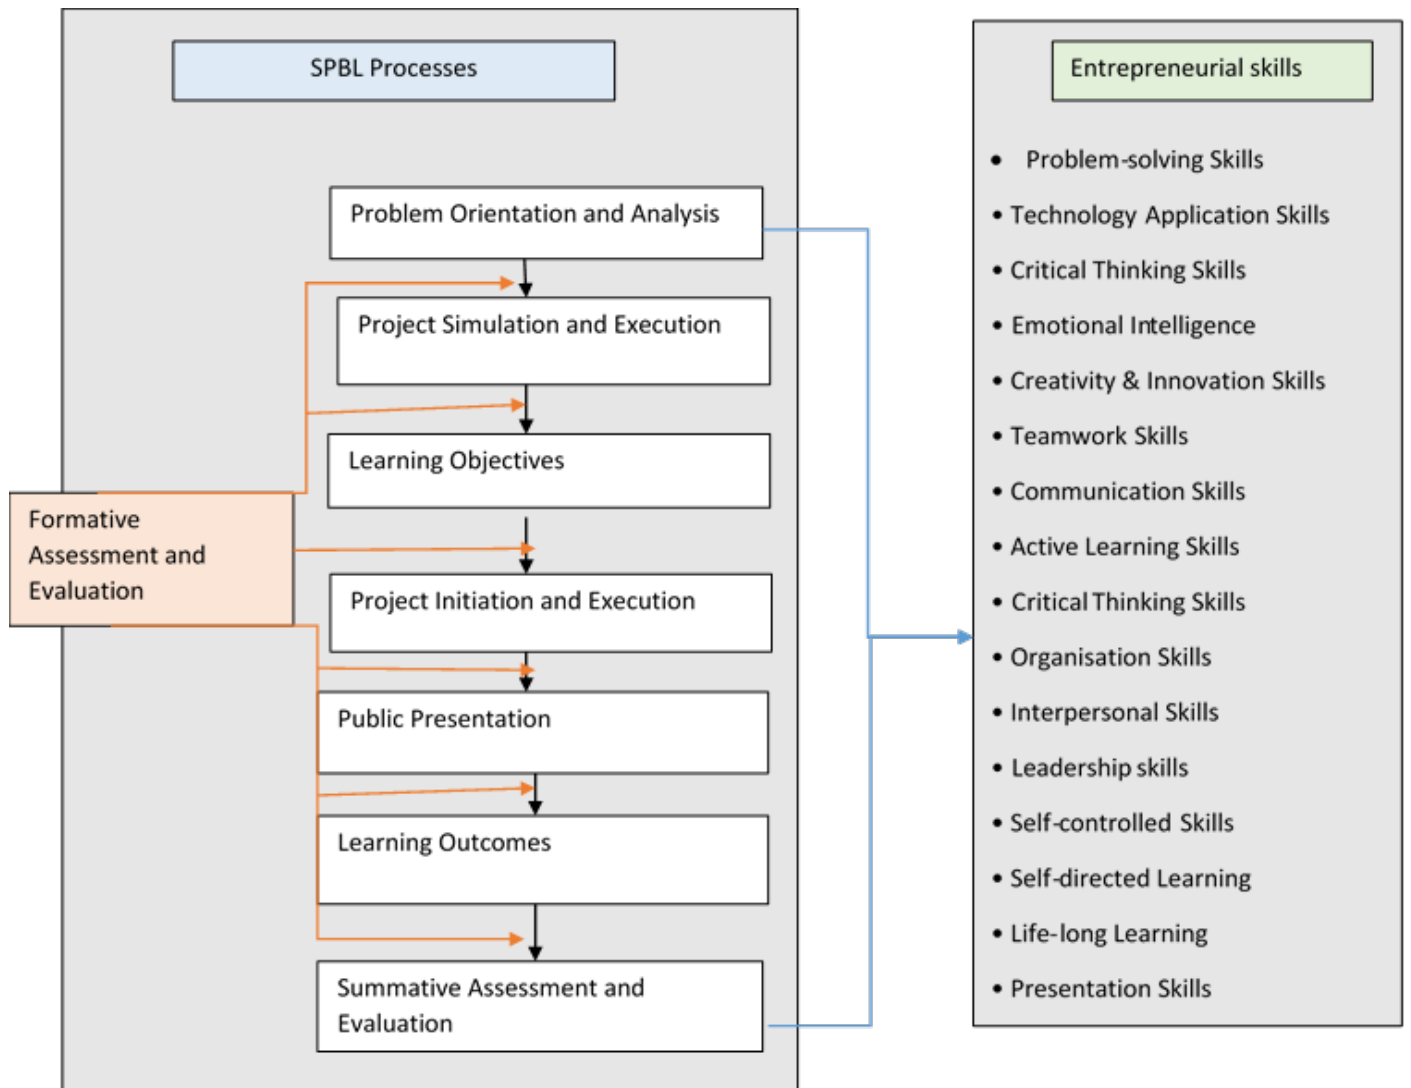 SPBL Processes
Problem Orientation and Analysis
Project Simulation and Execution
Learning Objectives
Formative
Assessment and
Evaluation
Project Initiation and Execution
Public Presentation
Learning Outcomes
Summative Assessment and
Evaluation
Entrepreneurial skills
• Problem-solving Skills
• Technology Application Skills
• Critical Thinking Skills
• Emotional Intelligence
• Creativity & Innovation Skills
• Teamwork Skills
• Communication Skills
• Active Learning Skills
• Critical Thinking Skills
• Organisation Skills
• Interpersonal Skills
• Leadership skills
• Self-controlled Skills
• Self-directed Learning
• Life-long Learning
• Presentation Skills